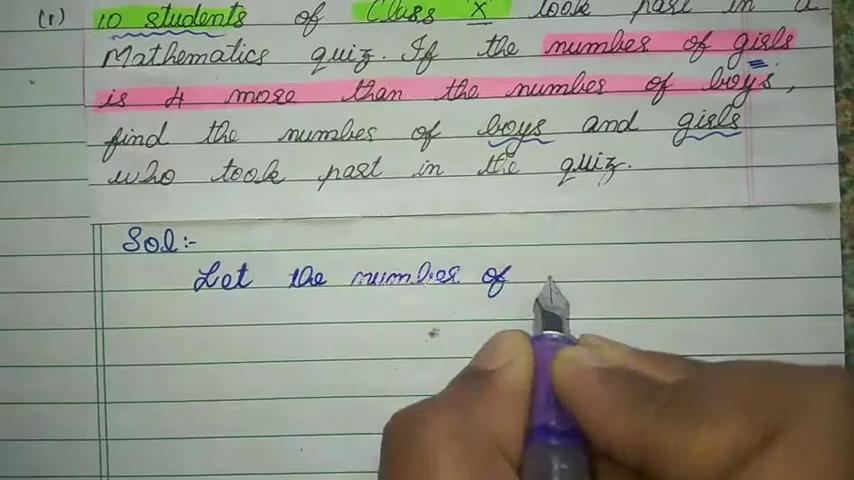 (i) 10 students of Class X took part in a
Mathematics quiz. If the number of girls
is 4 more than the number of boys,
find the number of boys and girls
who took part in the quiz.
Sol:-
Let the number of